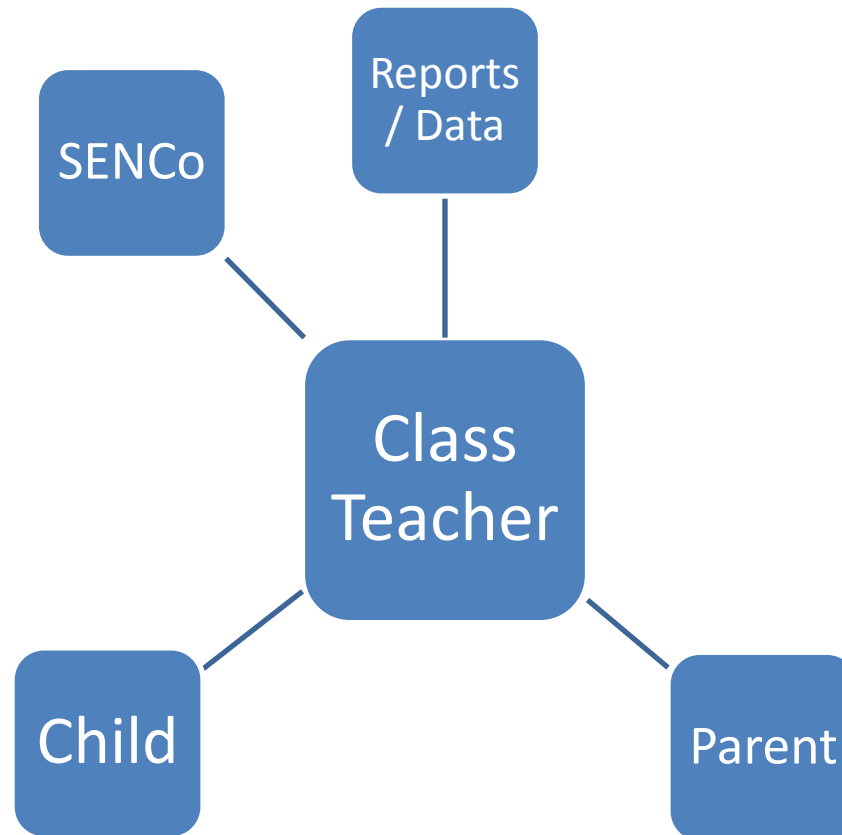 Reports
/ Data
SENCo
Class
Teacher
Child
Parent